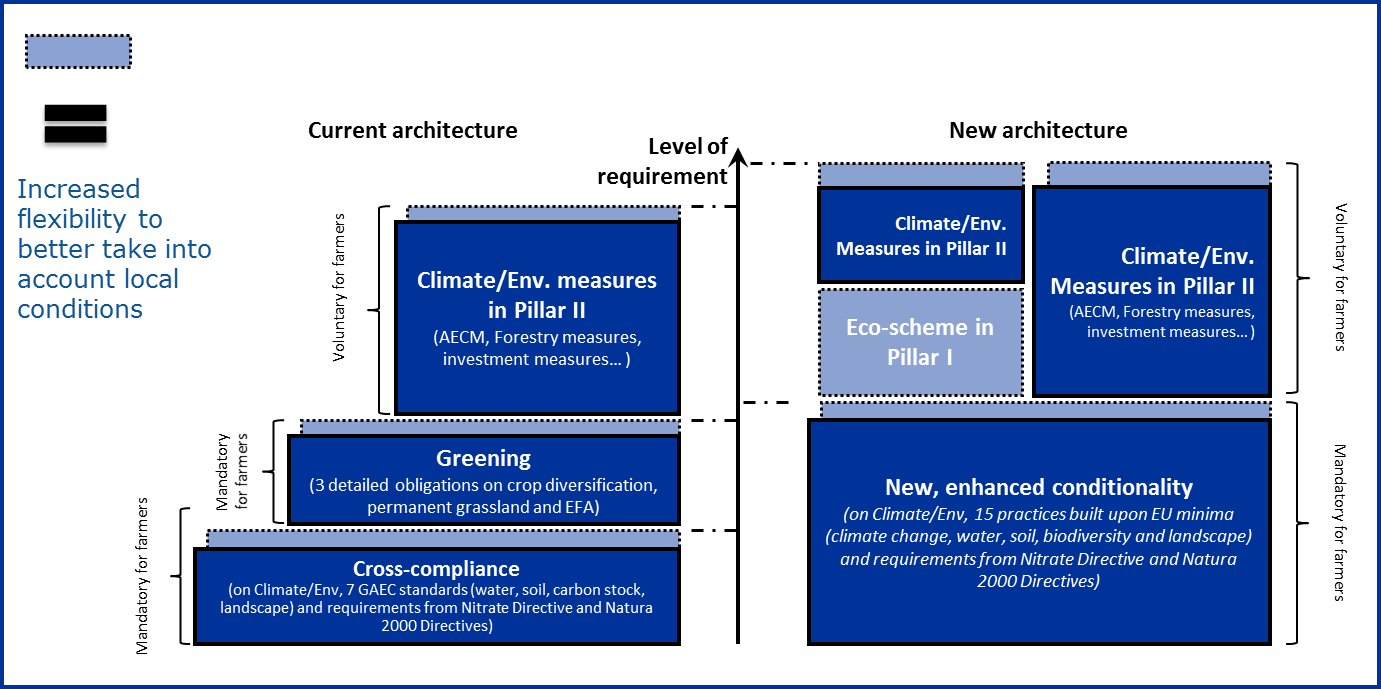 Increased
flexibility to
better take into
account local
conditions
Current architecture
Level of
requirement
New architecture
Voluntary for farmers
Climate/Env. measures
in Pillar II
(AECM, Forestry measures,
investment measures… )
Mandatory
for farmers
Greening
(3 detailed obligations on crop diversification,
permanent grassland and EFA)
Mandatory for farmers
Cross-compliance
(on Climate/Env, 7 GAEC standards (water, soil, carbon stock,
landscape) and requirements from Nitrate Directive and Natura
2000 Directives)
Climate/Env.
Measures in Pillar II
Eco-scheme in
Pillar I
Climate/Env.
Measures in Pillar II
(AECM, Forestry measures,
investment measures… )
Voluntary for farmers
New, enhanced conditionality
(on Climate/Env, 15 practices built upon EU minima
(climate change, water, soil, biodiversity and landscape)
and requirements from Nitrate Directive and Natura
2000 Directives)
Mandatory for farmers